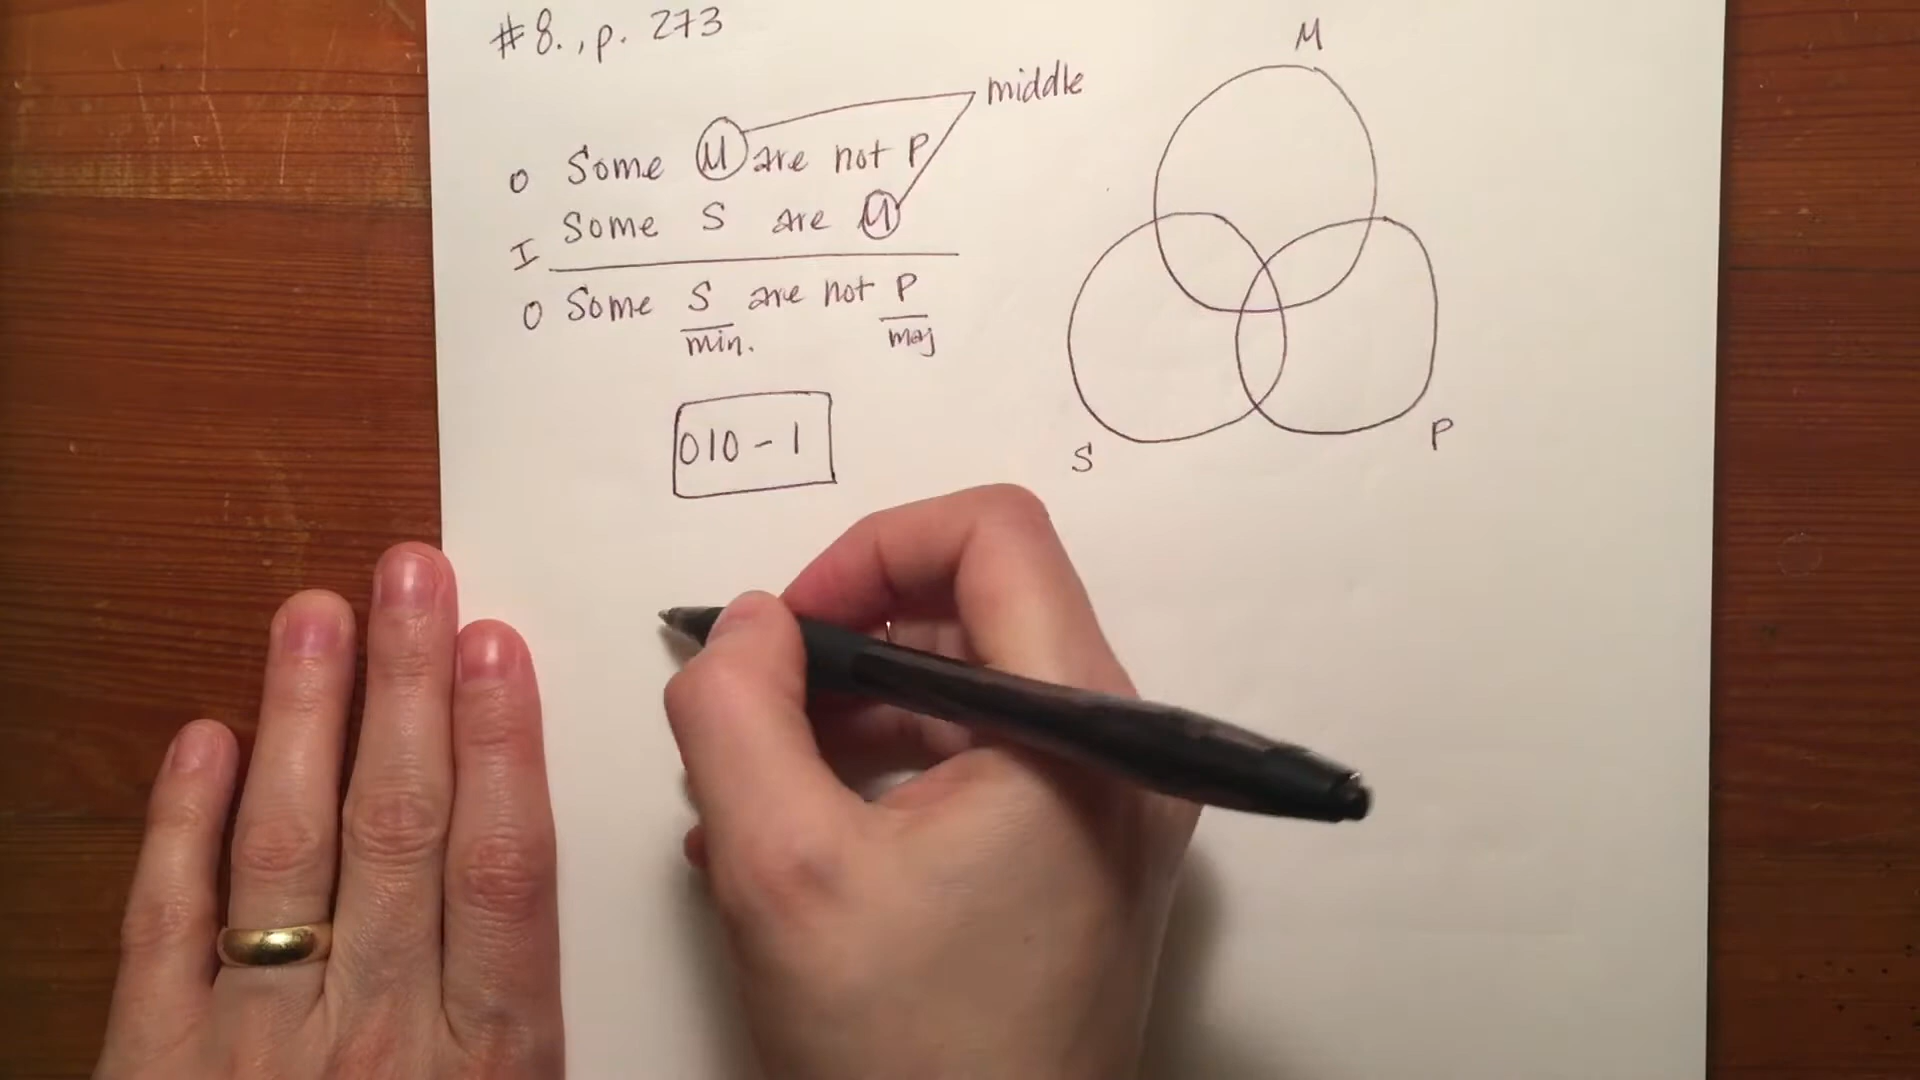 #8., p. 273
middle
O Some M are not P
I Some S are M
O Some S are not P
min. maj
OIO - 1
M
S
P